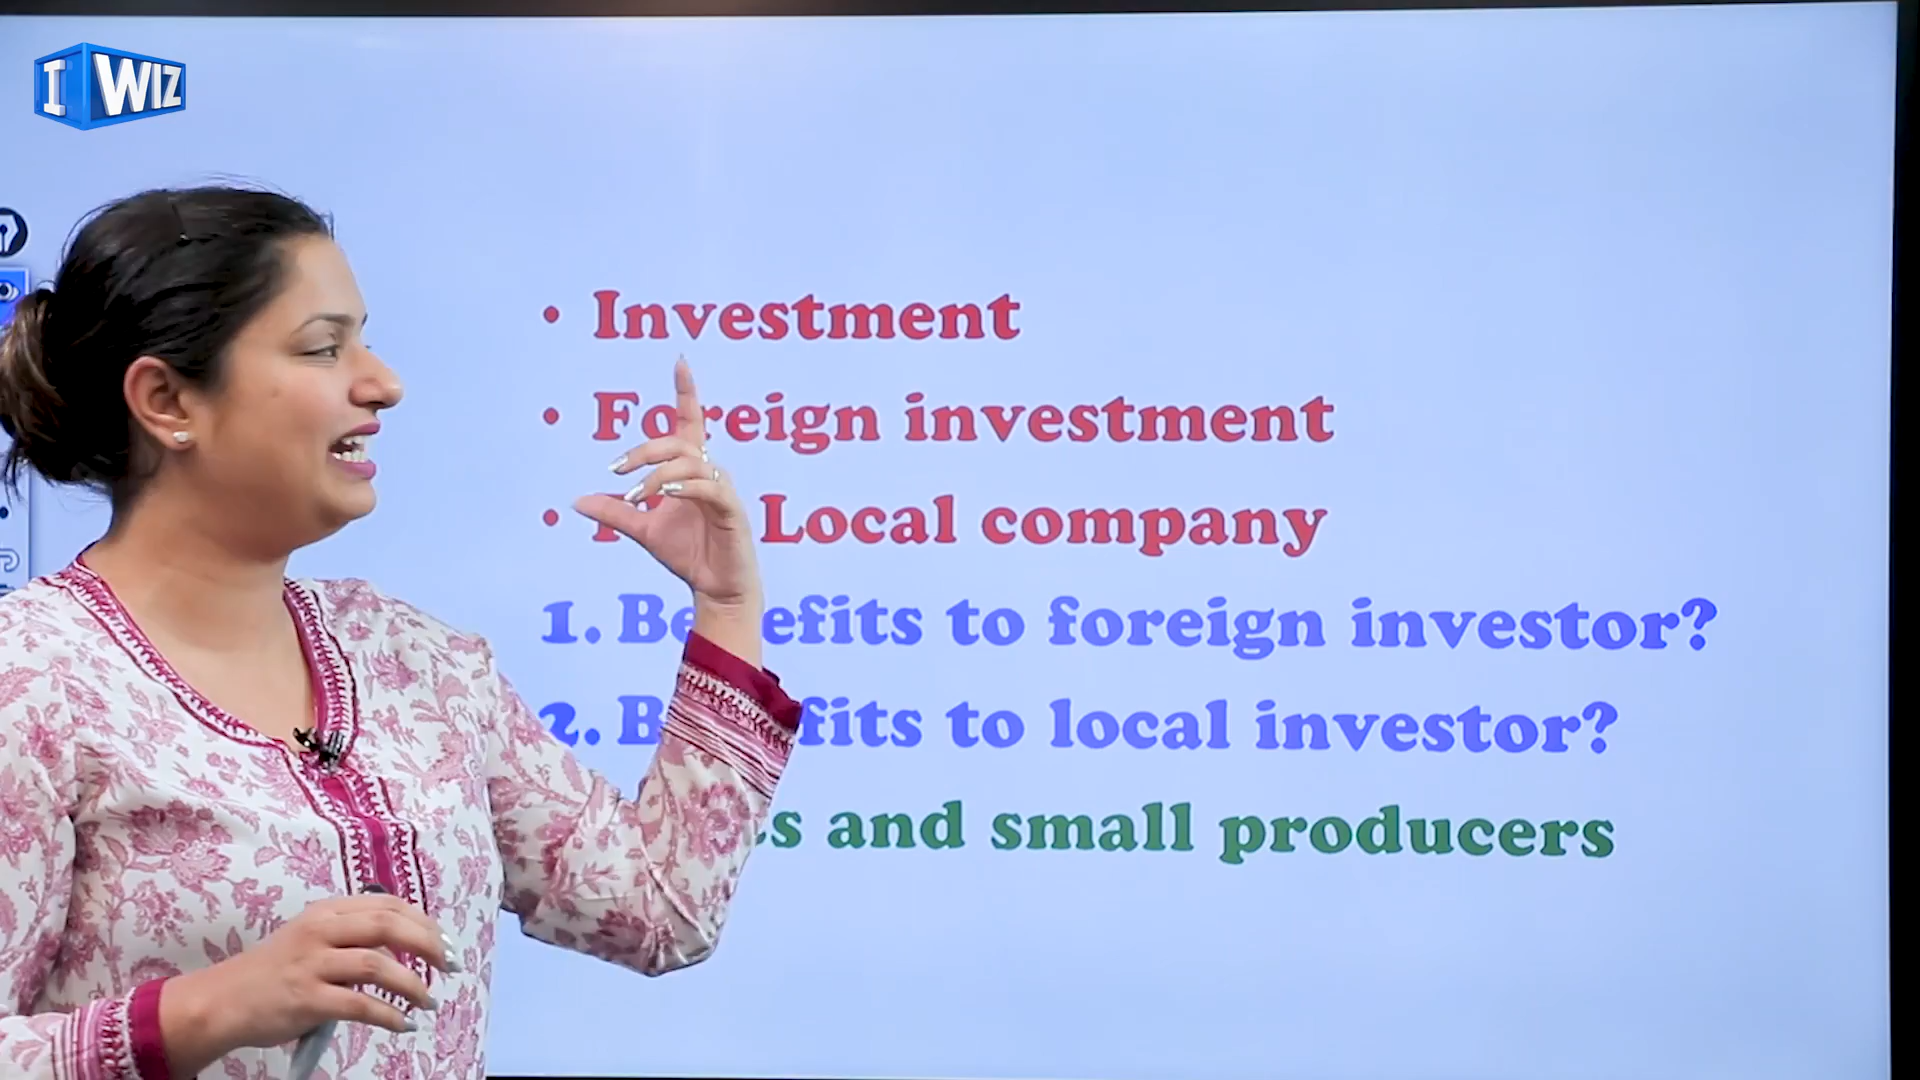 I WIZ
• Investment
• Foreign investment
• Local company
1. Benefits to foreign investor?
2. Benefits to local investor?
and small producers